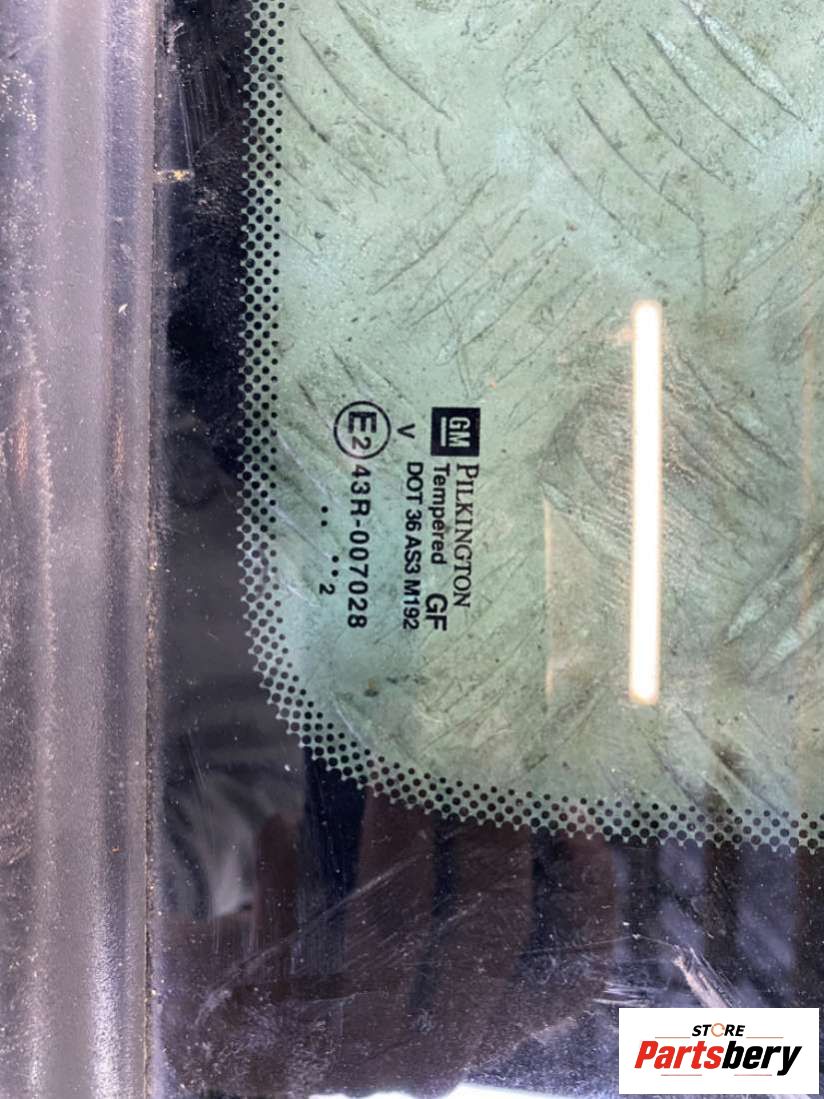 GM
PILKINGTON
Tempered GF
DOT 36 AS3 M192
V
E2 43R-007028
.. ..2
STORE
Partsbery